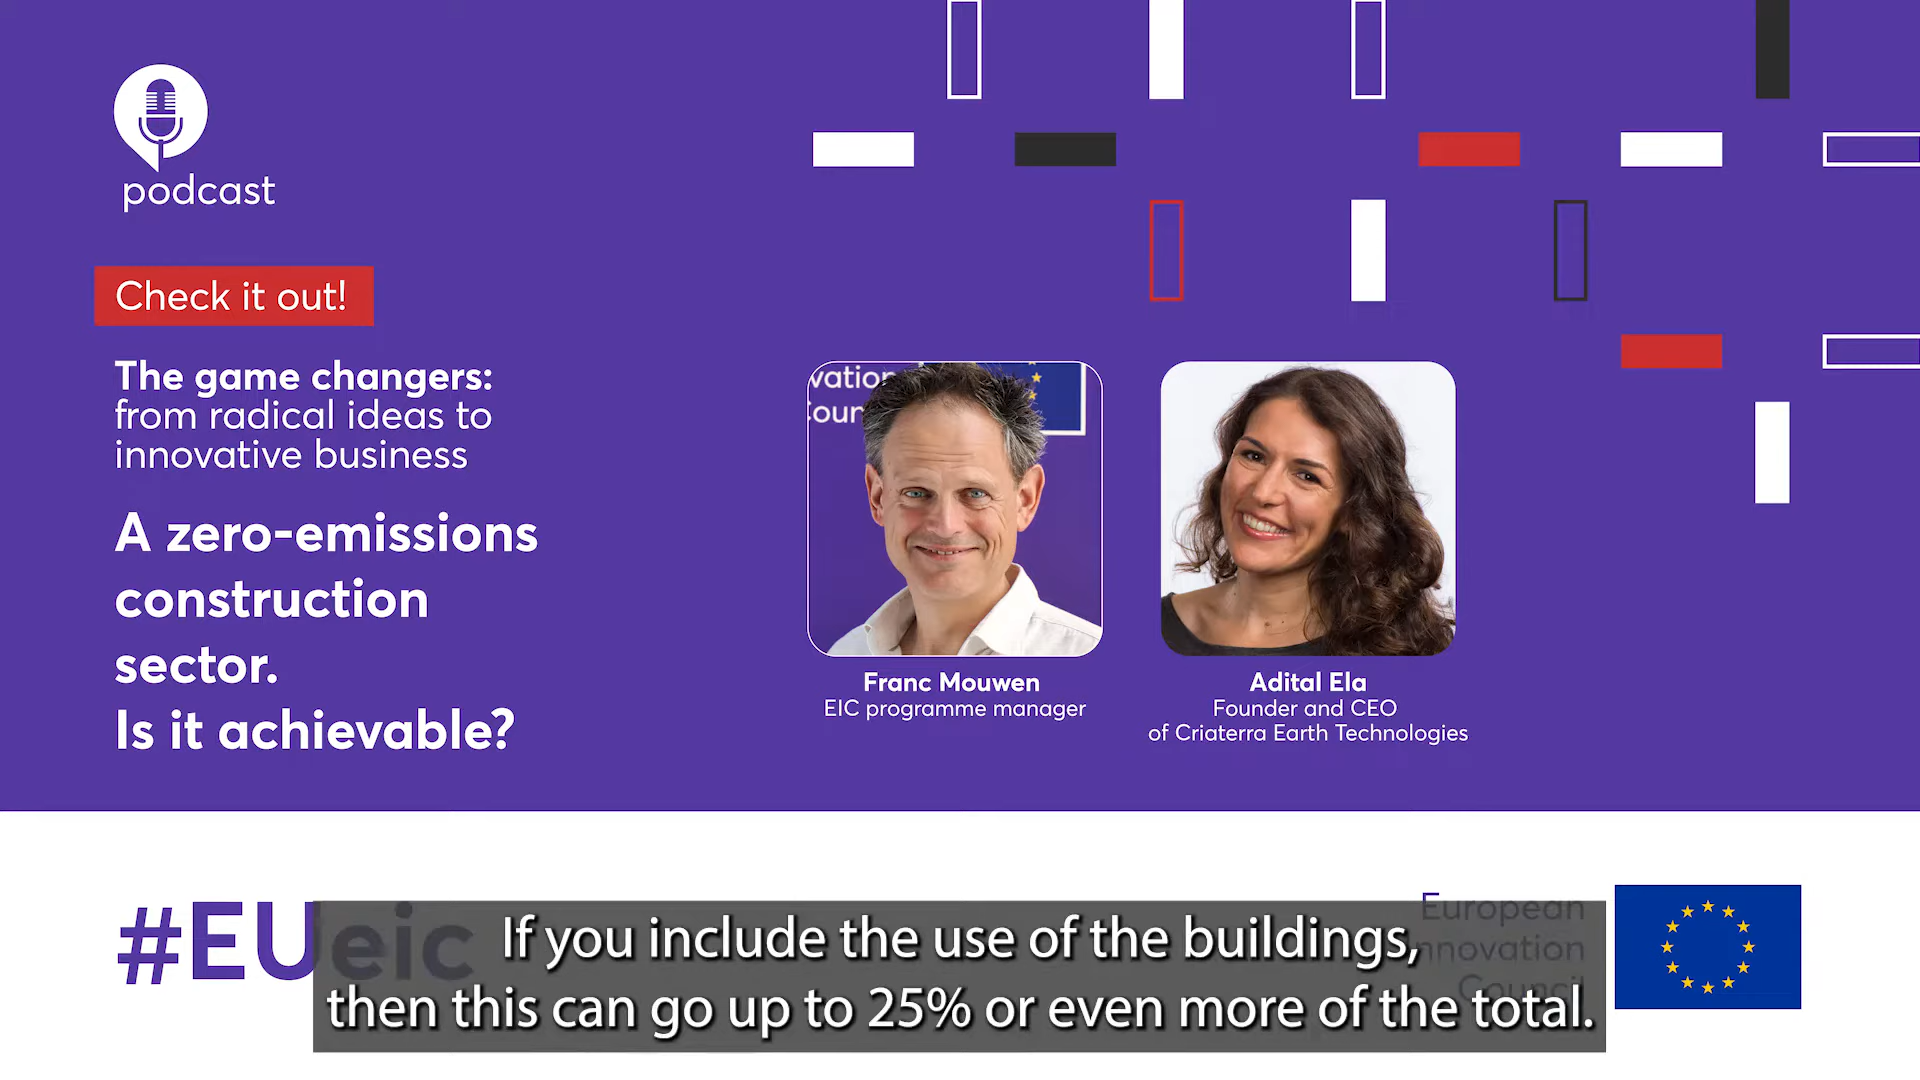 podcast
Check it out!
The game changers:
from radical ideas to
innovative business
A zero-emissions
construction
sector.
Is it achievable?
vation
Coun
Franc Mouwen
EIC programme manager
Adital Ela
Founder and CEO
of Criaterra Earth Technologies
#EUeic
European
Innovation
Council
If you include the use of the buildings,
then this can go up to 25% or even more of the total.